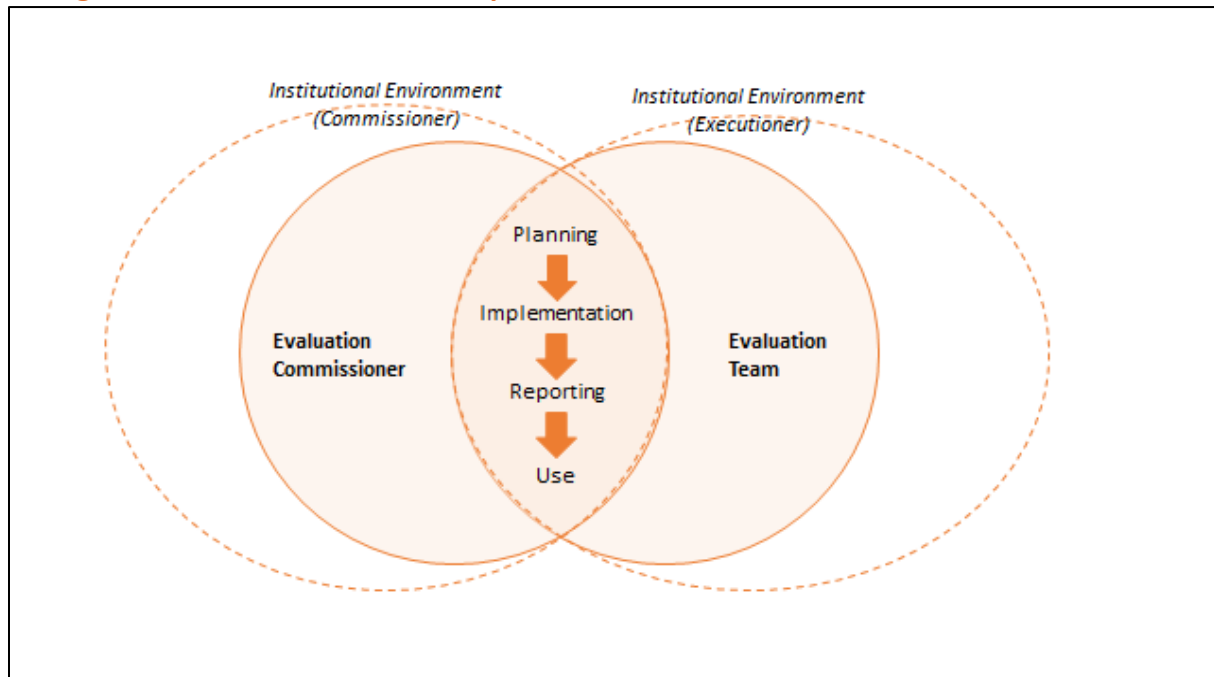 Institutional Environment
(Commissioner)
Institutional Environment
(Executioner)
Planning
Implementation
Evaluation
Commissioner
Evaluation
Team
Reporting
Use